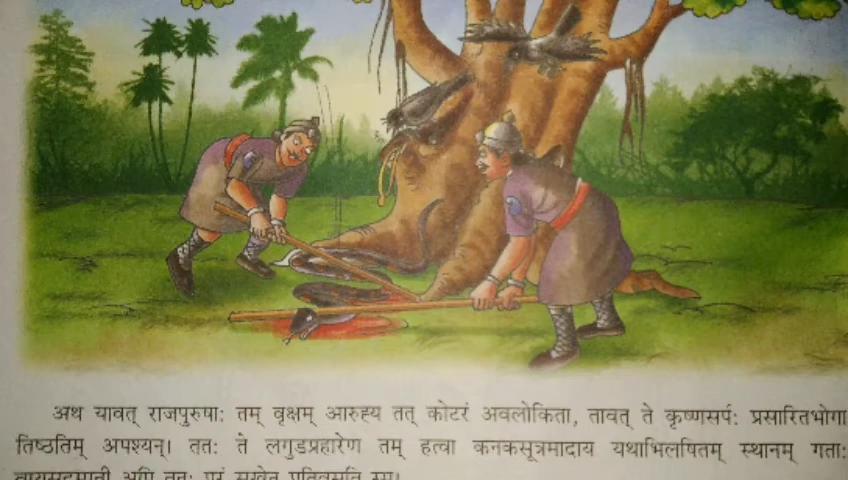 अथ यावत् राजपुरुषाः तम् वृक्षम् आरुह्य तत् कोटरं अवलोकिता, तावत् ते कृष्णसर्पः प्रसारितभोगा
तिष्ठतिम् अपश्यन्। ततः ते लगुडप्रहारेण तम् हत्वा कनकसूत्रमादाय यथाभिलषितम् स्थानम् गताः